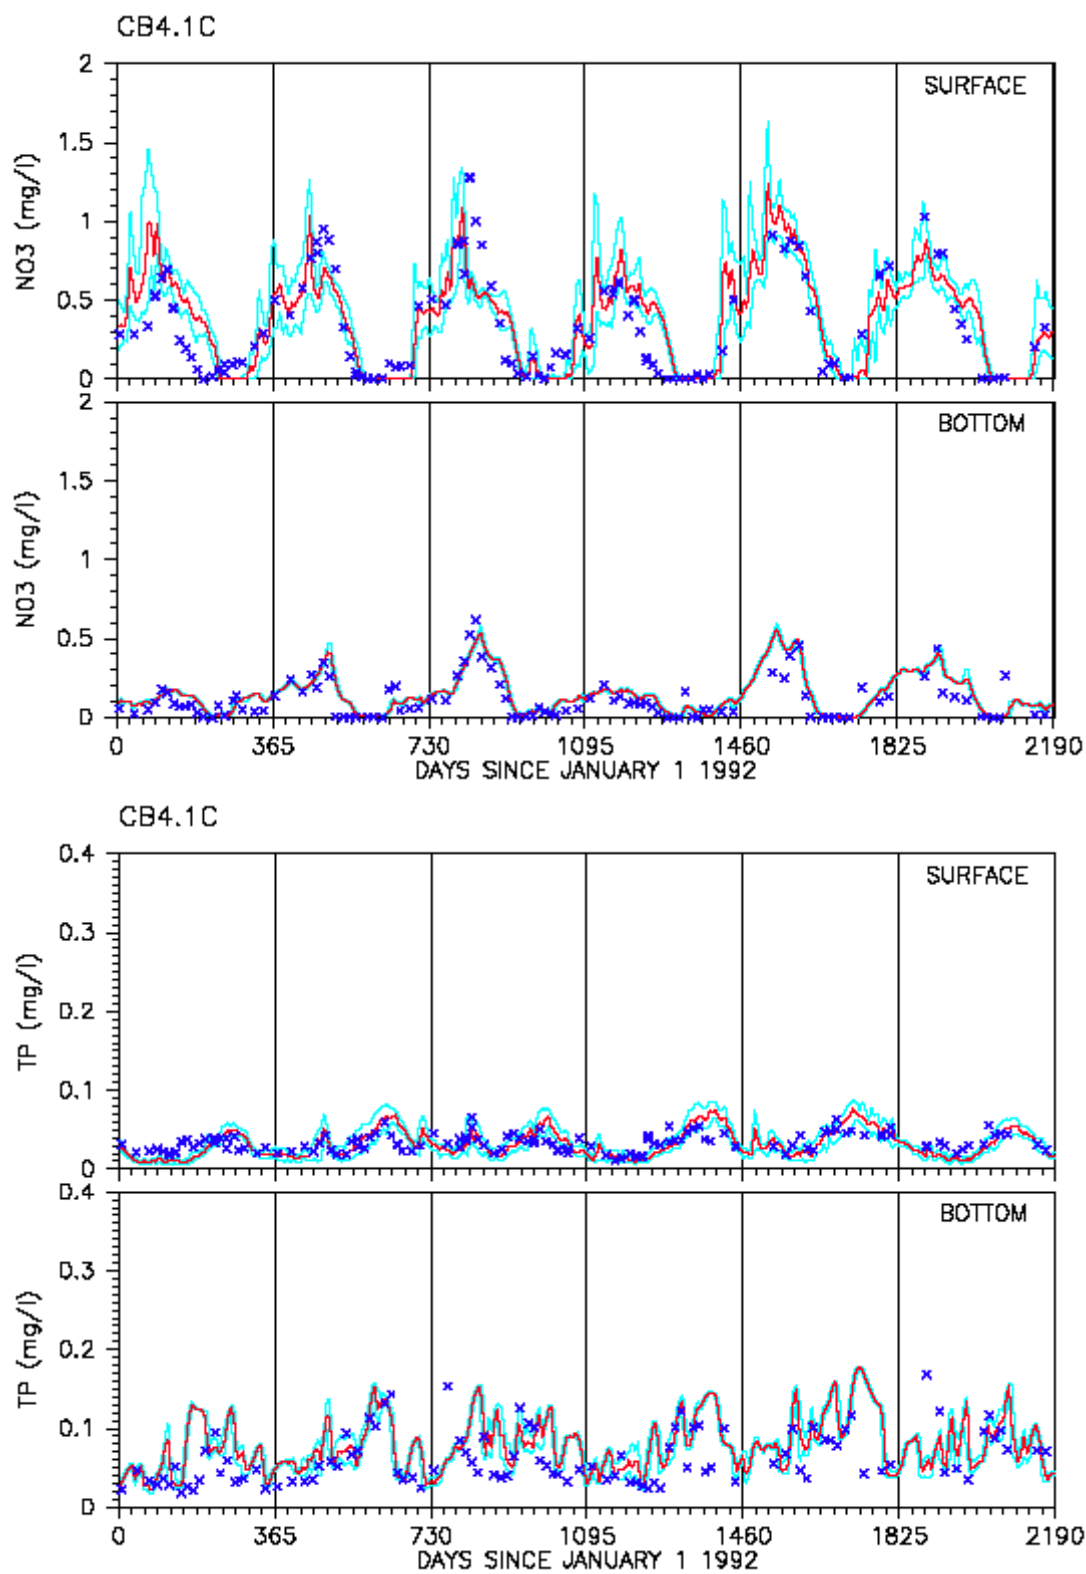 CB4.1C
2
SURFACE
1.5
NO3 (mg/l)
1
0.5
0
2
BOTTOM
1.5
NO3 (mg/l)
1
0.5
0
0 365 730 1095 1460 1825 2190
DAYS SINCE JANUARY 1 1992
CB4.1C
0.4
SURFACE
0.3
TP (mg/l)
0.2
0.1
0
0.4
BOTTOM
0.3
TP (mg/l)
0.2
0.1
0
0 365 730 1095 1460 1825 2190
DAYS SINCE JANUARY 1 1992